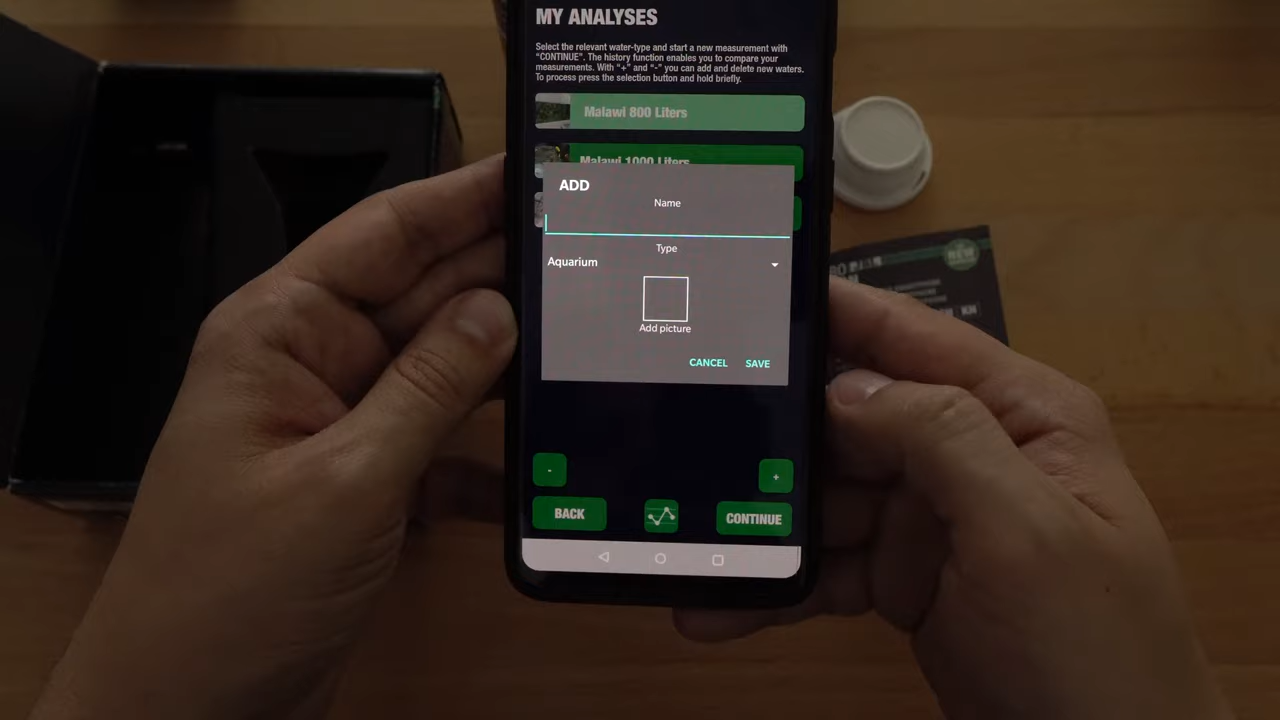 MY ANALYSES
Select the relevant water-type and start a new measurement with
“CONTINUE”. The history function enables you to compare your
measurements. With “+” and “-” you can add and delete new waters.
To process press the selection button and hold briefly.
Malawi 800 Liters
Malawi 1000 Liters
ADD
Name
Type
Aquarium
Add picture
CANCEL SAVE
- +
BACK CONTINUE
NEW
KH